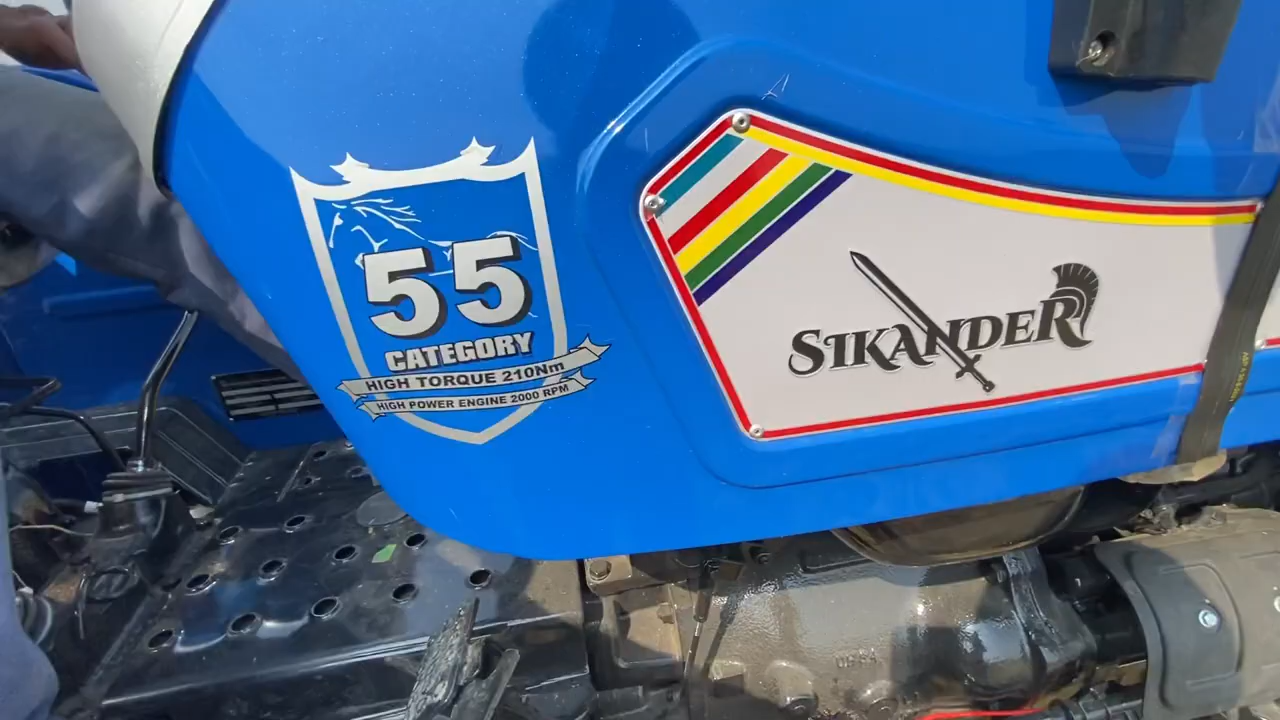 55
CATEGORY
HIGH TORQUE 210Nm
HIGH POWER ENGINE 2000 RPM
SIKANDER